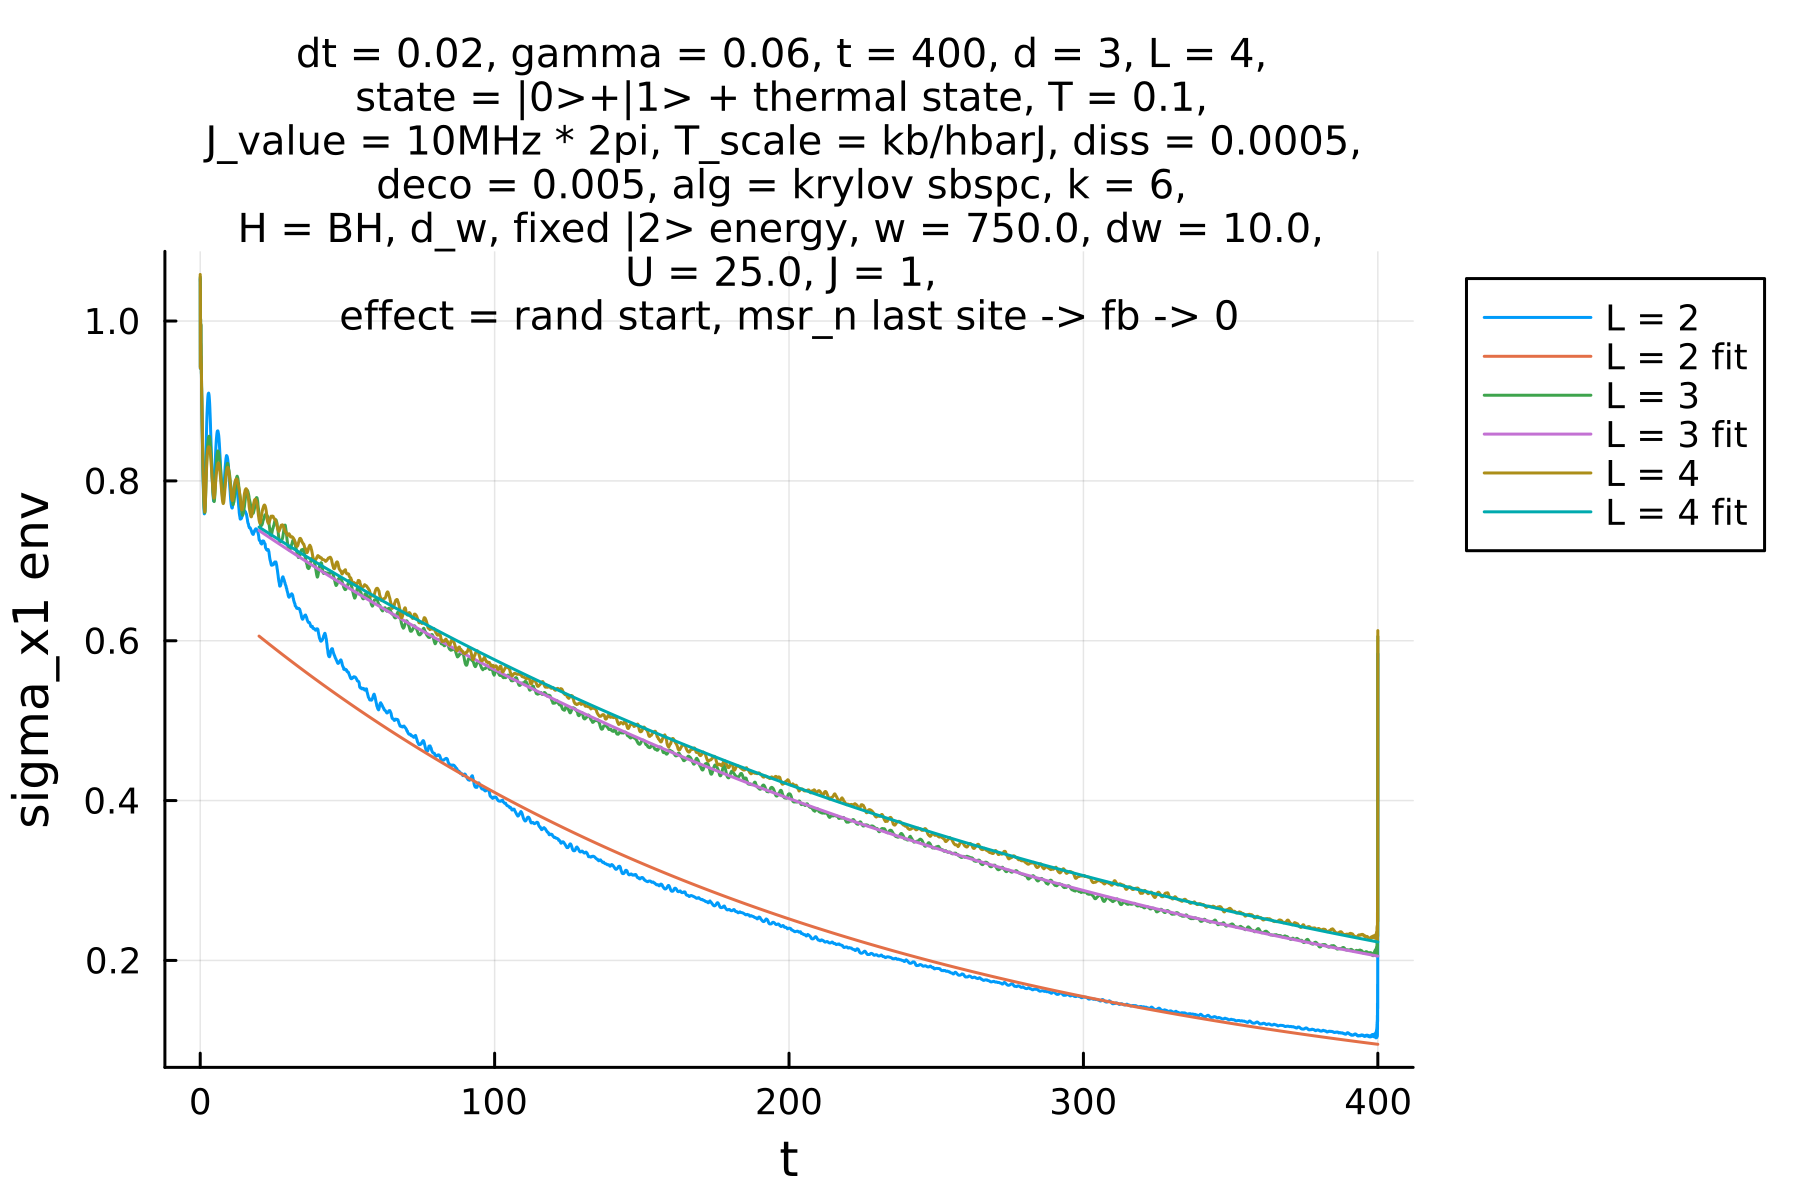 dt = 0.02, gamma = 0.06, t = 400, d = 3, L = 4,
state = |0>+|1> + thermal state, T = 0.1,
J_value = 10MHz * 2pi, T_scale = kb/hbarJ, diss = 0.0005,
deco = 0.005, alg = krylov sbspc, k = 6,
H = BH, d_w, fixed |2> energy, w = 750.0, dw = 10.0,
U = 25.0, J = 1,
effect = rand start, msr_n last site -> fb -> 0
sigma_x1 env
1.0
0.8
0.6
0.4
0.2
0
100
200
300
400
t
L = 2
L = 2 fit
L = 3
L = 3 fit
L = 4
L = 4 fit